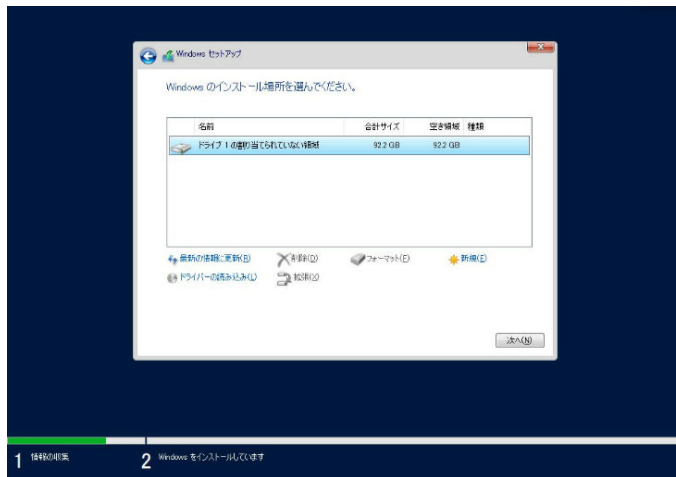 Windows セットアップ
Windows のインストール場所を選んでください。
名前 合計サイズ 空き領域 種類
ドライブ 1 の割り当てられていない領域 92.2 GB 92.2 GB
最新の情報に更新(R) 削除(D) フォーマット(F) 新規(E)
ドライバーの読み込み(L) 拡張(X)
次へ(N)
1 情報の収集 2 Windows をインストールしています